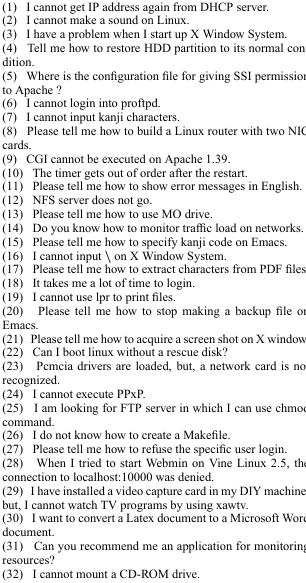 (1) I cannot get IP address again from DHCP server.
(2) I cannot make a sound on Linux.
(3) I have a problem when I start up X Window System.
(4) Tell me how to restore HDD partition to its normal con-
dition.
(5) Where is the configuration file for giving SSI permission
to Apache ?
(6) I cannot login into proftpd.
(7) I cannot input kanji characters.
(8) Please tell me how to build a Linux router with two NIC
cards.
(9) CGI cannot be executed on Apache 1.39.
(10) The timer gets out of order after the restart.
(11) Please tell me how to show error messages in English.
(12) NFS server does not go.
(13) Please tell me how to use MO drive.
(14) Do you know how to monitor traffic load on networks.
(15) Please tell me how to specify kanji code on Emacs.
(16) I cannot input \ on X Window System.
(17) Please tell me how to extract characters from PDF files
(18) It takes me a lot of time to login.
(19) I cannot use lpr to print files.
(20) Please tell me how to stop making a backup file on
Emacs.
(21) Please tell me how to acquire a screen shot on X window
(22) Can I boot linux without a rescue disk?
(23) Pcmcia drivers are loaded, but, a network card is not
recognized.
(24) I cannot execute PPxP.
(25) I am looking for FTP server in which I can use chmod
command.
(26) I do not know how to create a Makefile.
(27) Please tell me how to refuse the specific user login.
(28) When I tried to start Webmin on Vine Linux 2.5, the
connection to localhost:10000 was denied.
(29) I have installed a video capture card in my DIY machine
but, I cannot watch TV programs by using xawtv.
(30) I want to convert a Latex document to a Microsoft Word
document.
(31) Can you recommend me an application for monitoring
resources?
(32) I cannot mount a CD-ROM drive.